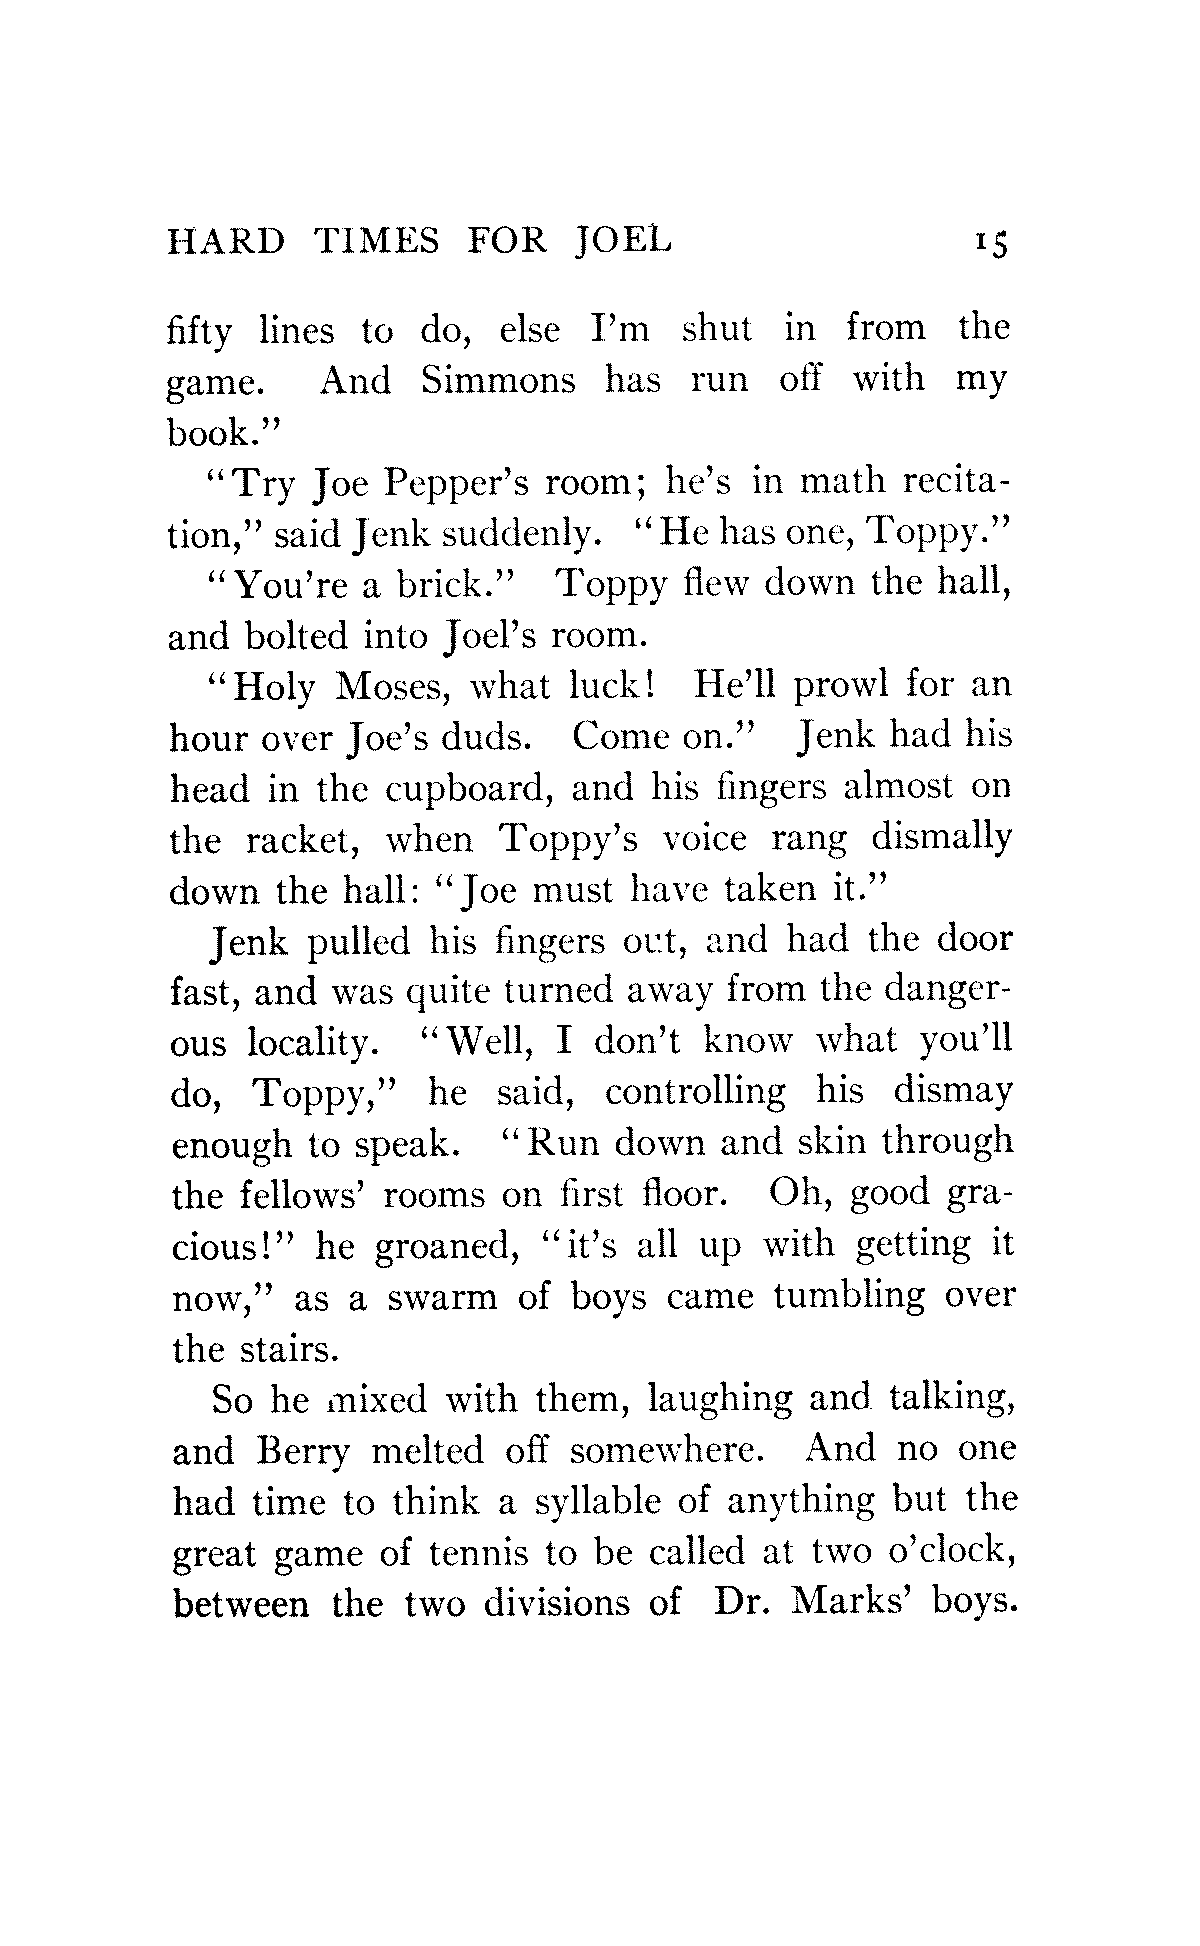 HARD TIMES FOR JOEL 15
fifty lines to do, else I'm shut in from the
game. And Simmons has run off with my
book."
"Try Joe Pepper's room; he's in math recita-
tion," said Jenk suddenly. "He has one, Toppy."
"You're a brick." Toppy flew down the hall,
and bolted into Joel's room.
"Holy Moses, what luck! He'll prowl for an
hour over Joe's duds. Come on." Jenk had his
head in the cupboard, and his fingers almost on
the racket, when Toppy's voice rang dismally
down the hall: "Joe must have taken it."
Jenk pulled his fingers out, and had the door
fast, and was quite turned away from the danger-
ous locality. "Well, I don't know what you'll
do, Toppy," he said, controlling his dismay
enough to speak. "Run down and skin through
the fellows' rooms on first floor. Oh, good gra-
cious!" he groaned, "it's all up with getting it
now," as a swarm of boys came tumbling over
the stairs.
So he mixed with them, laughing and talking,
and Berry melted off somewhere. And no one
had time to think a syllable of anything but the
great game of tennis to be called at two o'clock,
between the two divisions of Dr. Marks' boys.